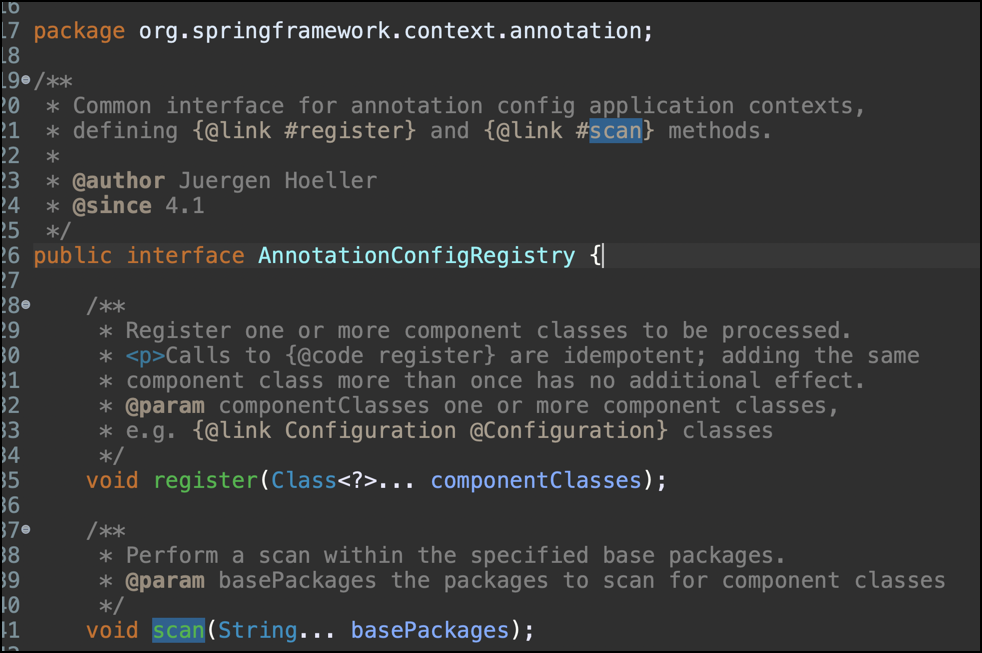 16
17 package org.springframework.context.annotation;
18
19 /**
20 * Common interface for annotation config application contexts,
21 * defining {@link #register} and {@link #scan} methods.
22 *
23 * @author Juergen Hoeller
24 * @since 4.1
25 */
26 public interface AnnotationConfigRegistry {
27
28 /**
29 * Register one or more component classes to be processed.
30 * <p>Calls to {@code register} are idempotent; adding the same
31 * component class more than once has no additional effect.
32 * @param componentClasses one or more component classes,
33 * e.g. {@link Configuration @Configuration} classes
34 */
35 void register(Class<?>... componentClasses);
36
37 /**
38 * Perform a scan within the specified base packages.
39 * @param basePackages the packages to scan for component classes
40 */
41 void scan(String... basePackages);